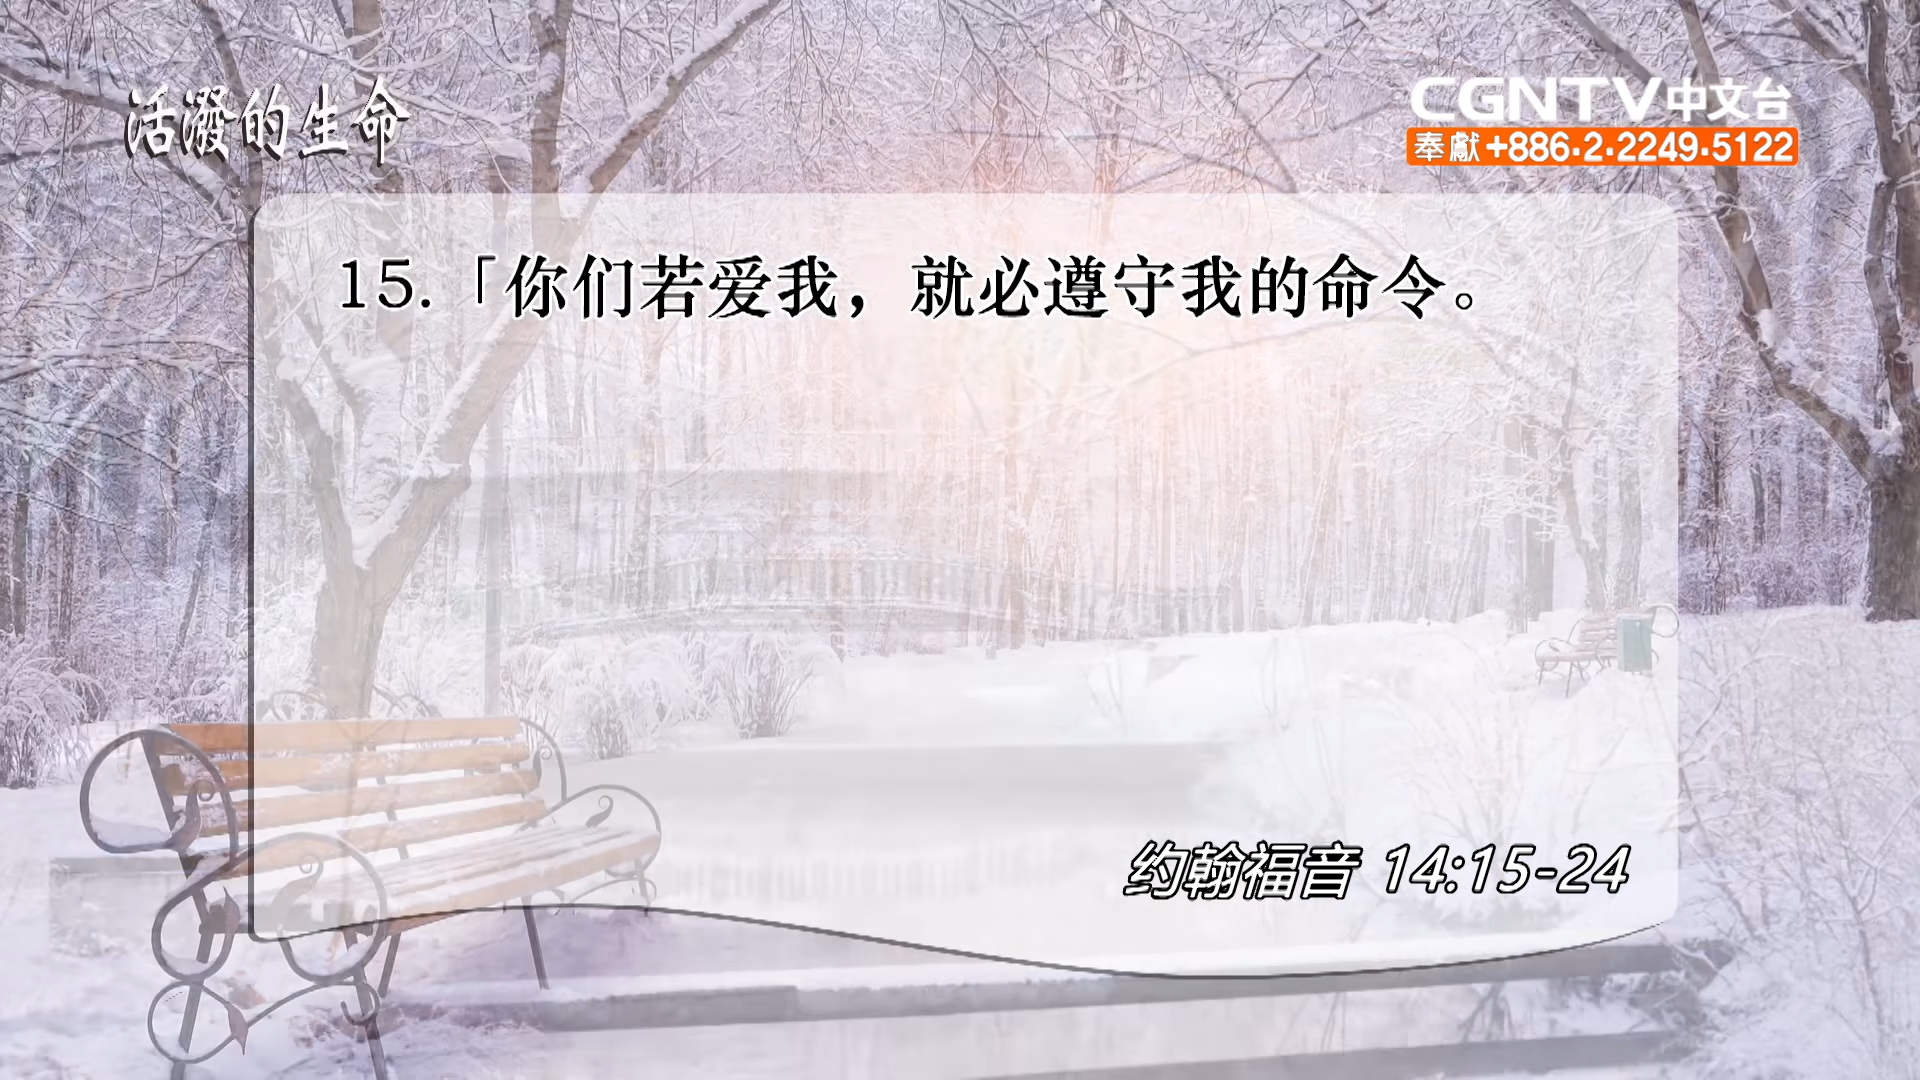 活潑的生命
CGNTV中文台
奉獻+886·2·2249·5122
15.「你们若爱我，就必遵守我的命令。
约翰福音 14:15-24